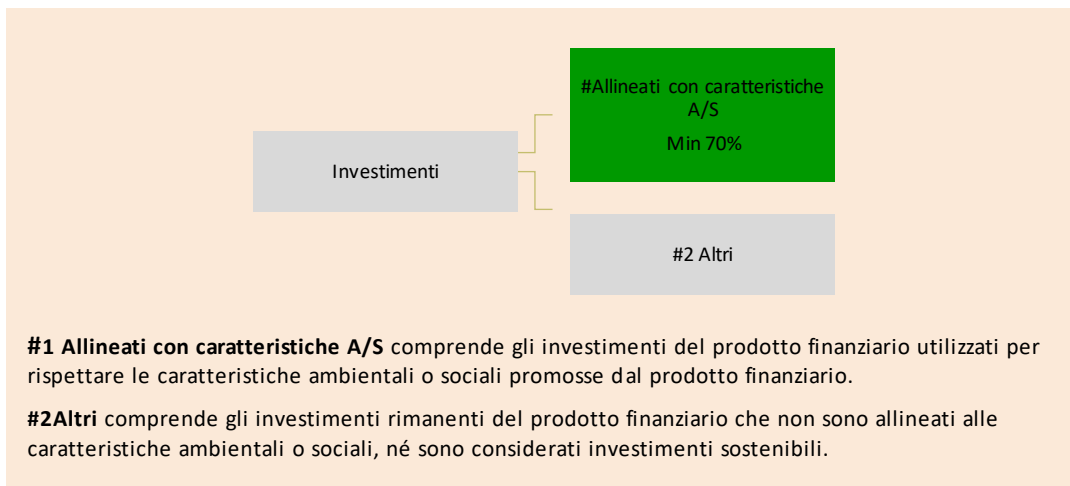 #Allineati con caratteristiche
A/S
Min 70%
Investimenti
#2 Altri
#1 Allineati con caratteristiche A/S comprende gli investimenti del prodotto finanziario utilizzati per
rispettare le caratteristiche ambientali o sociali promosse dal prodotto finanziario.
#2Altri comprende gli investimenti rimanenti del prodotto finanziario che non sono allineati alle
caratteristiche ambientali o sociali, né sono considerati investimenti sostenibili.